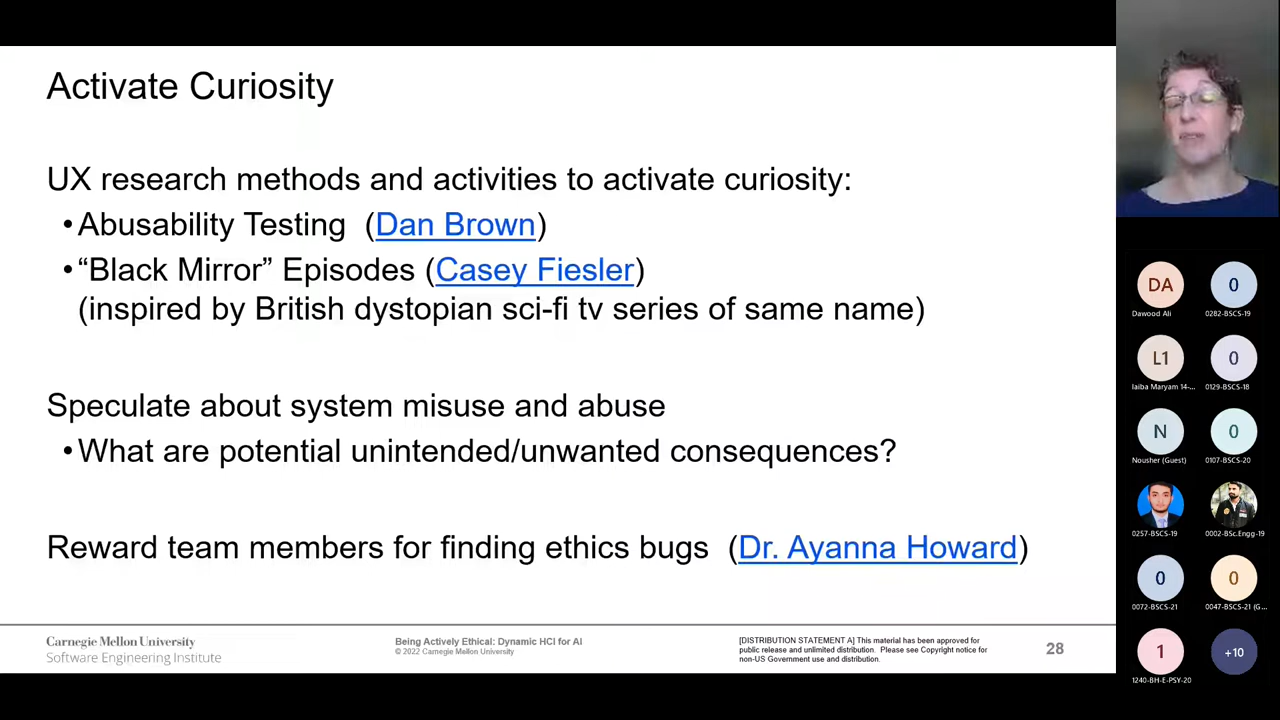 Activate Curiosity
UX research methods and activities to activate curiosity:
•Abusability Testing (Dan Brown)
•“Black Mirror” Episodes (Casey Fiesler)
(inspired by British dystopian sci-fi tv series of same name)
Speculate about system misuse and abuse
•What are potential unintended/unwanted consequences?
Reward team members for finding ethics bugs (Dr. Ayanna Howard)
Carnegie Mellon University
Software Engineering Institute
Being Actively Ethical: Dynamic HCI for AI
© 2022 Carnegie Mellon University
[DISTRIBUTION STATEMENT A] This material has been approved for
public release and unlimited distribution. Please see Copyright notice for
non-US Government use and distribution.
28
DA
Dawood Ali
0
0282-BSCS-19
L1
laiba Maryam 14-...
0
0129-BSCS-18
N
Nousher (Guest)
0
0107-BSCS-20
0257-BSCS-19
0002-BSc.Engg-19
0
0072-BSCS-21
0
0047-BSCS-21 (G...
1
1240-BH-E-PSY-20
+10